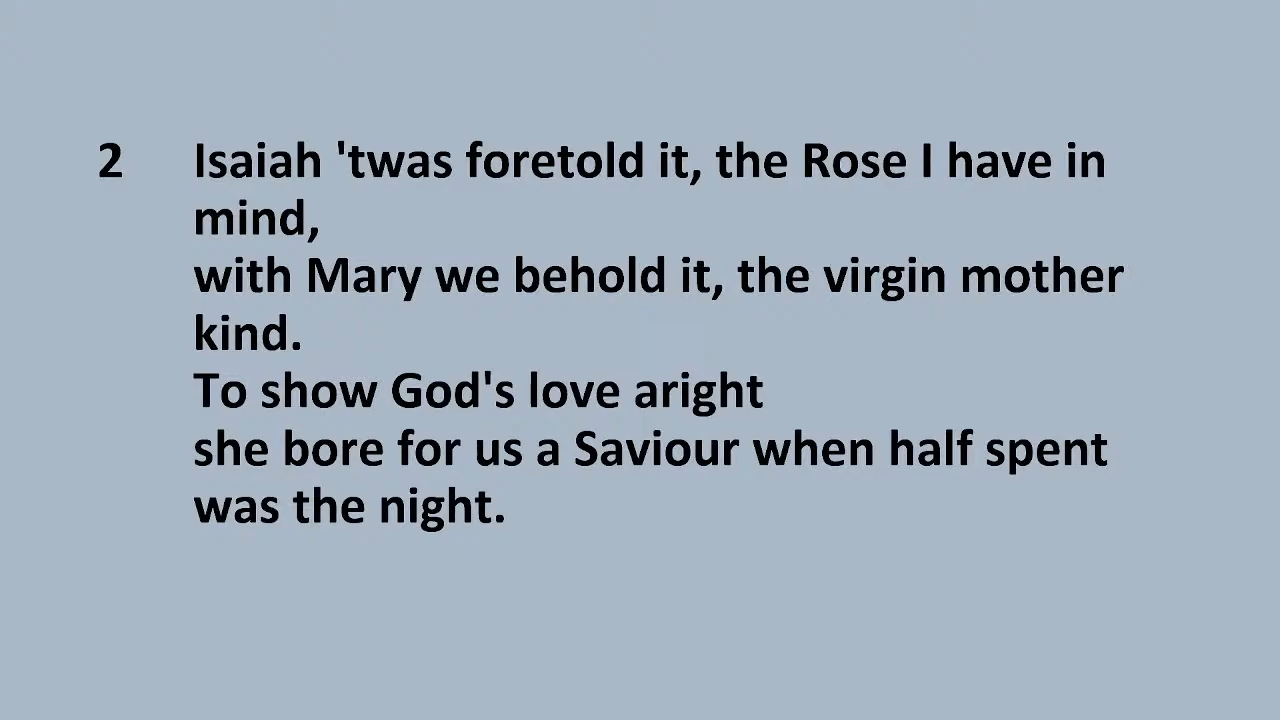 2 Isaiah 'twas foretold it, the Rose I have in
mind,
with Mary we behold it, the virgin mother
kind.
To show God's love aright
she bore for us a Saviour when half spent
was the night.